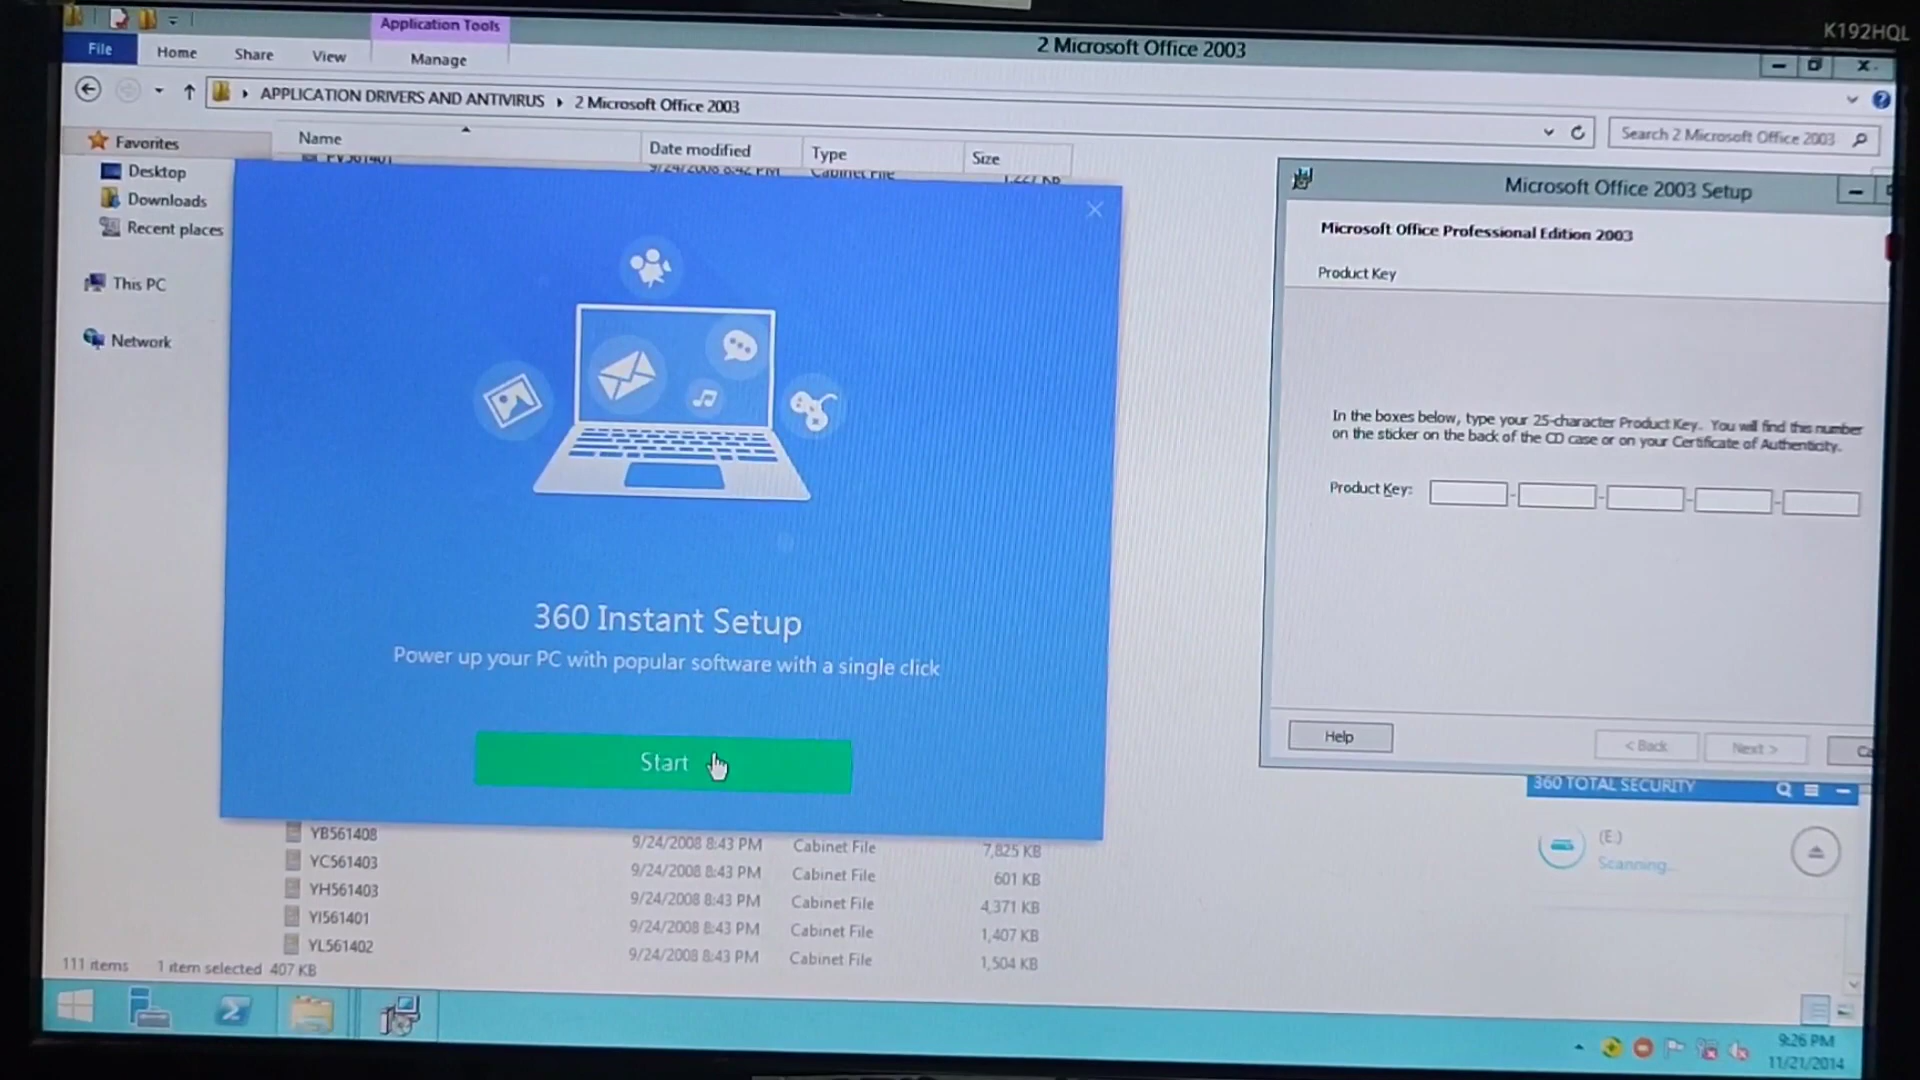 K192HQL
Application Tools
2 Microsoft Office 2003
File
Home
Share
View
Manage
APPLICATION DRIVERS AND ANTIVIRUS
2 Microsoft Office 2003
Search 2 Microsoft Office 2003
Favorites
Desktop
Downloads
Recent places
This PC
Network
Name
Date modified
Type
Size
Microsoft Office 2003 Setup
Microsoft Office Professional Edition 2003
Product Key
In the boxes below, type your 25-character Product Key. You will find this number
on the sticker on the back of the CD case or on your Certificate of Authenticity.
Product Key:
Help
< Back
Next >
360 Instant Setup
Power up your PC with popular software with a single click
Start
360 TOTAL SECURITY
(E:)
Scanning...
YB561408 9/24/2008 8:43 PM Cabinet File 7,825 KB
YC561403 9/24/2008 8:43 PM Cabinet File 601 KB
YH561403 9/24/2008 8:43 PM Cabinet File 4,371 KB
YI561401 9/24/2008 8:43 PM Cabinet File 1,407 KB
YL561402 9/24/2008 8:43 PM Cabinet File 1,504 KB
111 items 1 item selected 407 KB
9:26 PM
11/21/2014